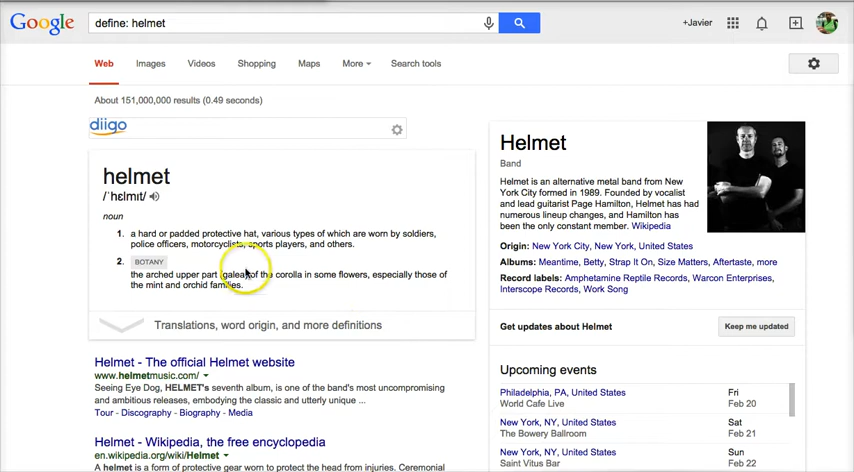 Google
define: helmet
+Javier
Web Images Videos Shopping Maps More Search tools
About 151,000,000 results (0.49 seconds)
diigo
helmet
/ˈhɛlmɪt/
noun
1. a hard or padded protective hat, various types of which are worn by soldiers,
police officers, motorcyclists, sports players, and others.
2. BOTANY
the arched upper part (galea) of the corolla in some flowers, especially those of
the mint and orchid families.
Translations, word origin, and more definitions
Helmet - The official Helmet website
www.helmetmusic.com/
Seeing Eye Dog, HELMET's seventh album, is one of the band's most uncompromising
and ambitious releases, embodying the classic and utterly unique ...
Tour - Discography - Biography - Media
Helmet - Wikipedia, the free encyclopedia
en.wikipedia.org/wiki/Helmet
A helmet is a form of protective gear worn to protect the head from injuries. Ceremonial
Helmet
Band
Helmet is an alternative metal band from New
York City formed in 1989. Founded by vocalist
and lead guitarist Page Hamilton, Helmet has had
numerous lineup changes, and Hamilton has
been the only constant member. Wikipedia
Origin: New York City, New York, United States
Albums: Meantime, Betty, Strap It On, Size Matters, Aftertaste, more
Record labels: Amphetamine Reptile Records, Warcon Enterprises,
Interscope Records, Work Song
Get updates about Helmet Keep me updated
Upcoming events
Philadelphia, PA, United States Fri
World Cafe Live Feb 20
New York, NY, United States Sat
The Bowery Ballroom Feb 21
New York, NY, United States Sun
Saint Vitus Bar Feb 22